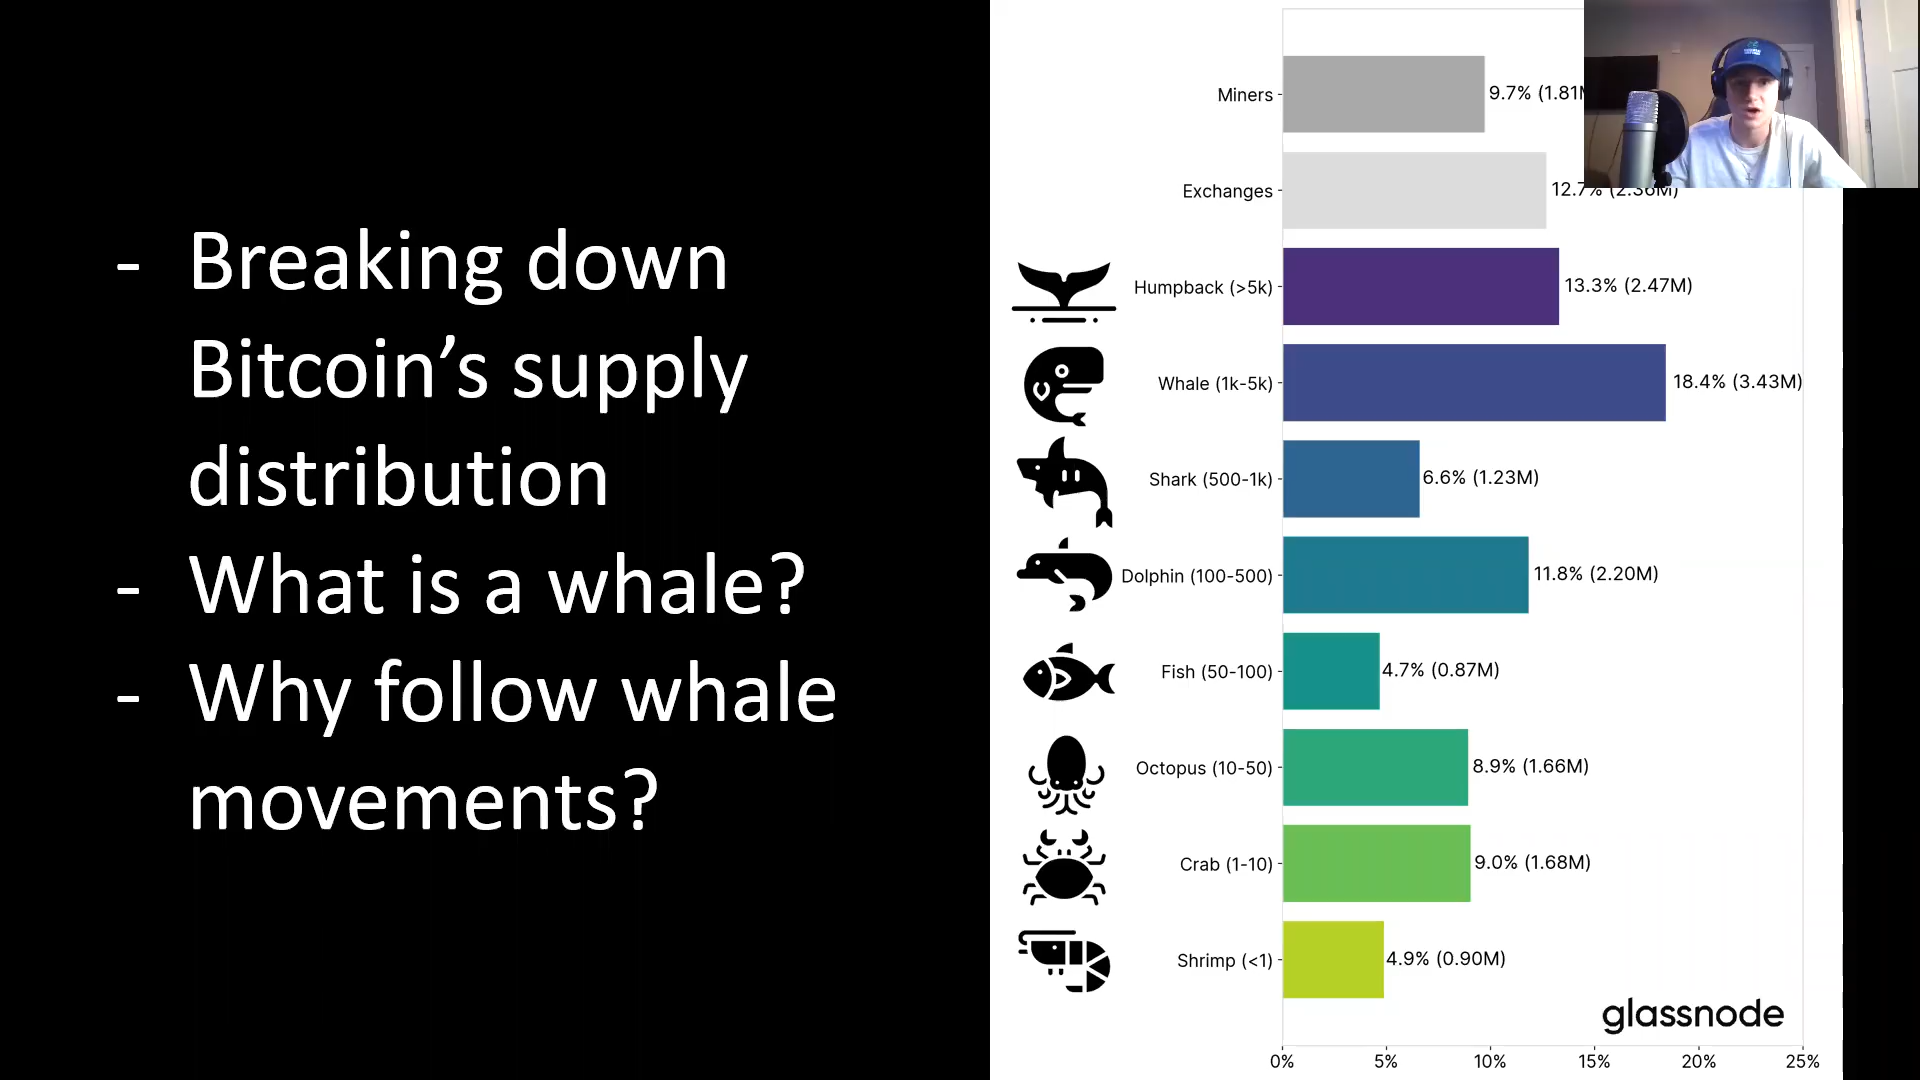 - Breaking down
Bitcoin’s supply
distribution
- What is a whale?
- Why follow whale
movements?
Miners
9.7% (1.81
Exchanges
12.7% (2.36M)
Humpback (>5k)
13.3% (2.47M)
Whale (1k-5k)
18.4% (3.43M)
Shark (500-1k)
6.6% (1.23M)
Dolphin (100-500)
11.8% (2.20M)
Fish (50-100)
4.7% (0.87M)
Octopus (10-50)
8.9% (1.66M)
Crab (1-10)
9.0% (1.68M)
Shrimp (<1)
4.9% (0.90M)
glassnode
0% 5% 10% 15% 20% 25%